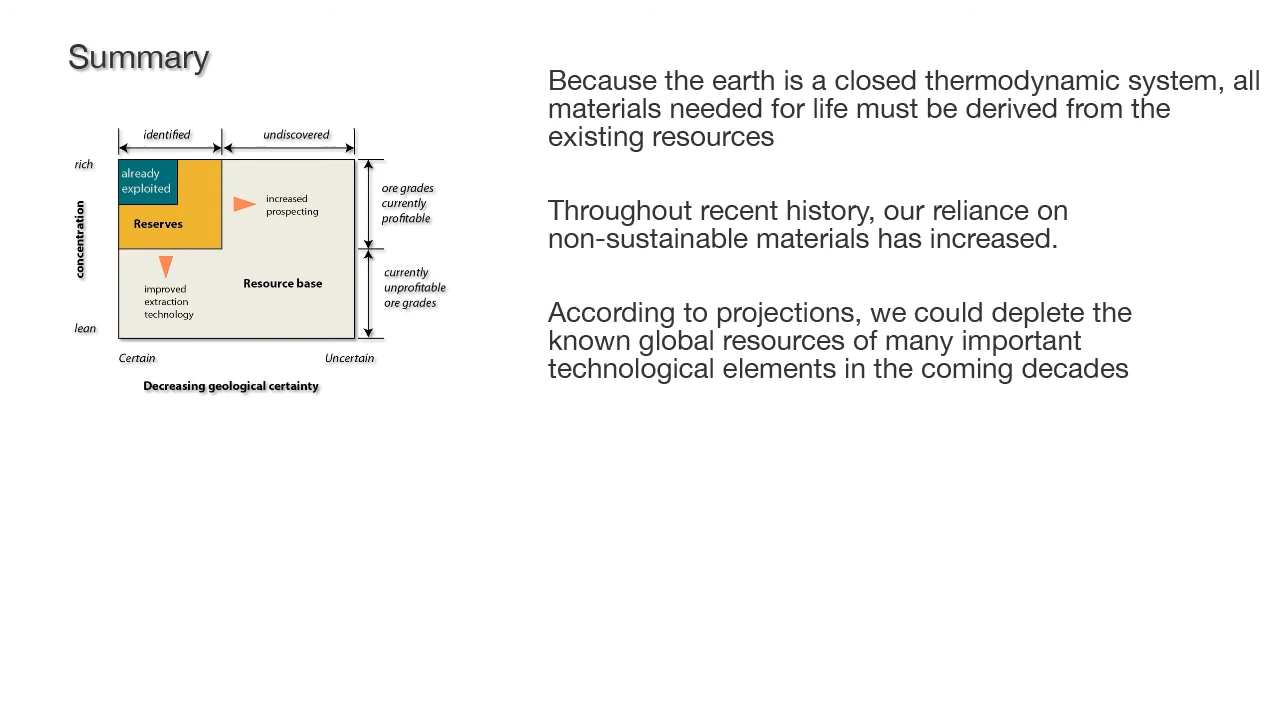 Summary
identified
undiscovered
rich
already
exploited
Reserves
increased
prospecting
ore grades
currently
profitable
concentration
improved
extraction
technology
Resource base
currently
unprofitable
ore grades
lean
Certain
Uncertain
Decreasing geological certainty
Because the earth is a closed thermodynamic system, all
materials needed for life must be derived from the
existing resources
Throughout recent history, our reliance on
non-sustainable materials has increased.
According to projections, we could deplete the
known global resources of many important
technological elements in the coming decades